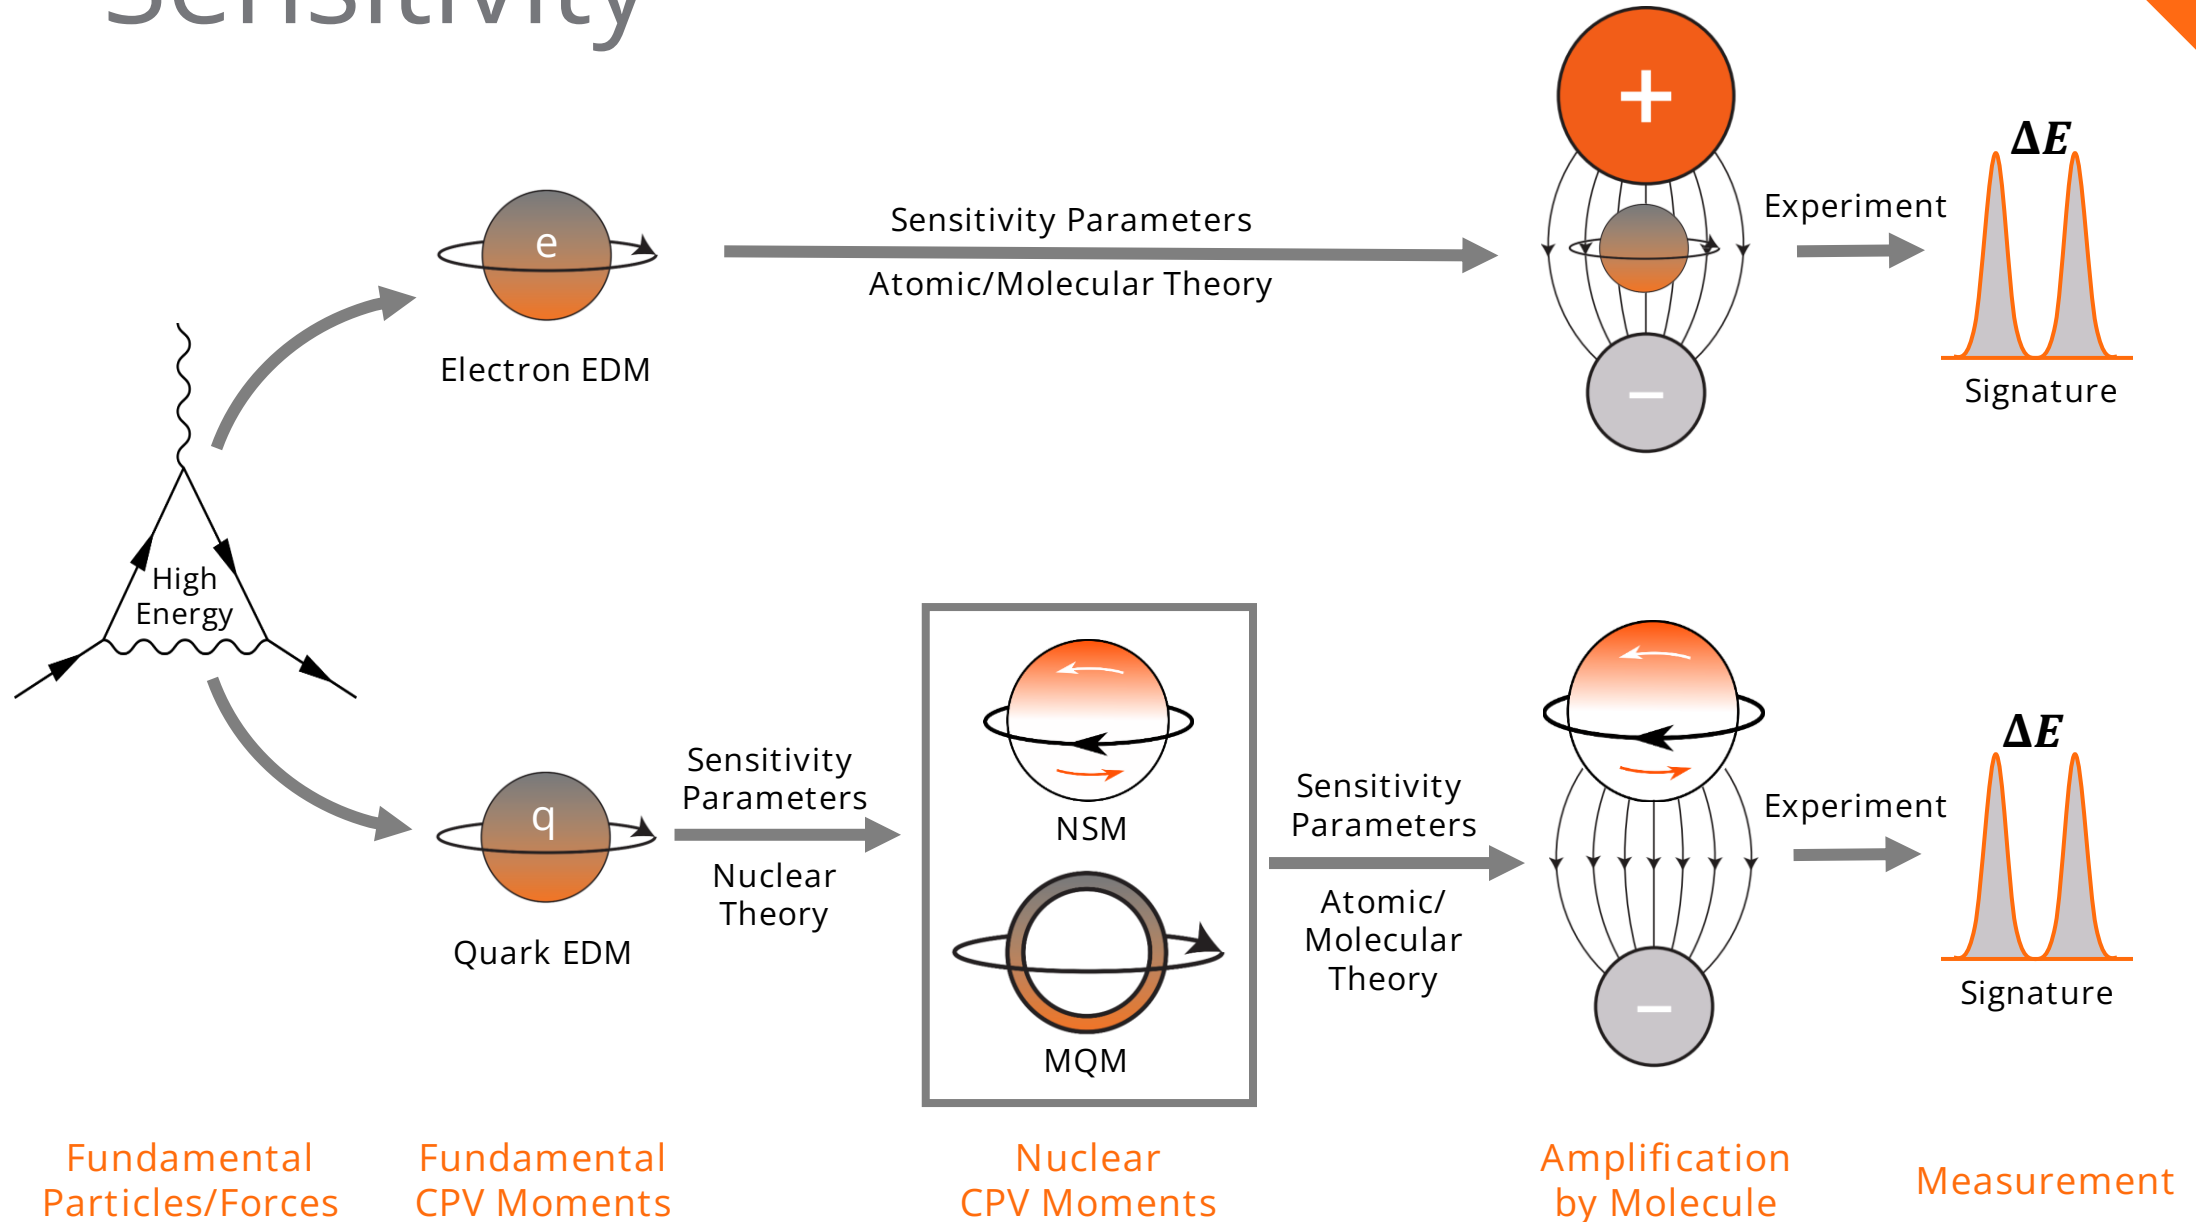 Sensitivity
+
ΔE
e
Sensitivity Parameters
Atomic/Molecular Theory
Experiment
Electron EDM
−
Signature
High
Energy
q
Sensitivity
Parameters
Nuclear
Theory
Quark EDM
NSM
MQM
Sensitivity
Parameters
Atomic/
Molecular
Theory
−
Experiment
ΔE
Signature
Fundamental
Particles/Forces
Fundamental
CPV Moments
Nuclear
CPV Moments
Amplification
by Molecule
Measurement